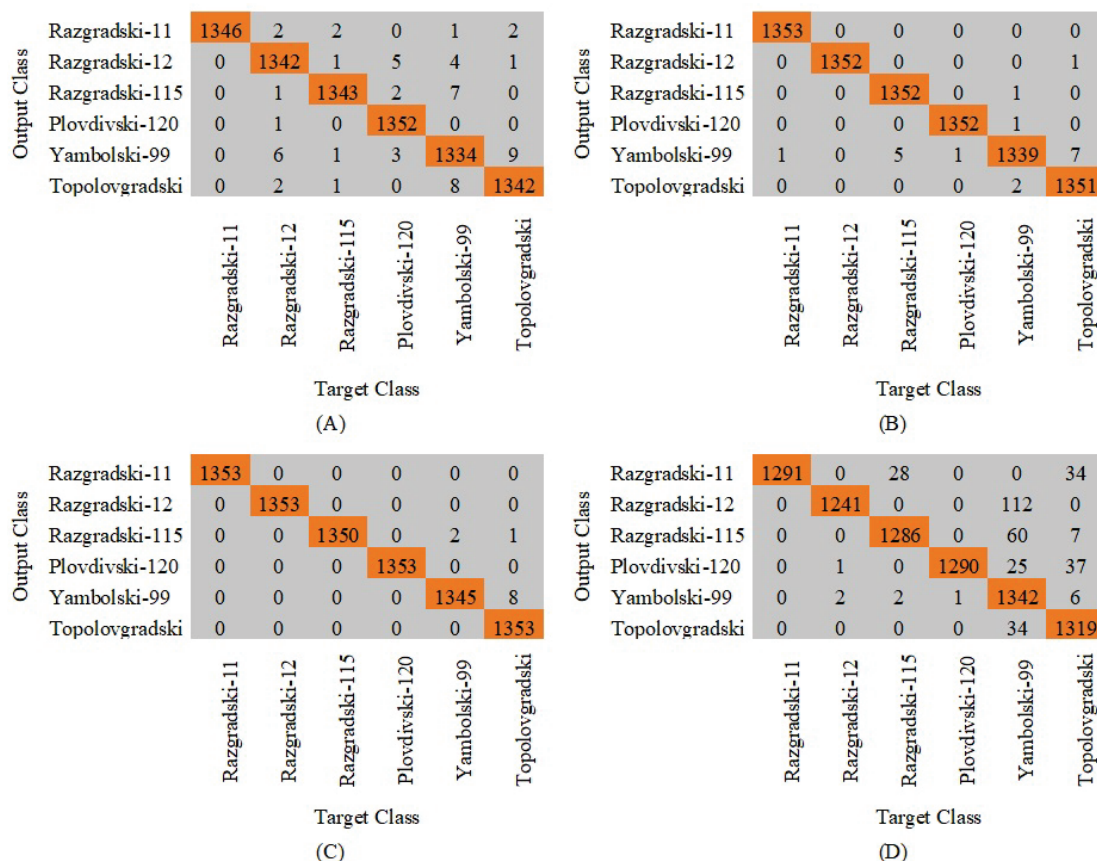 Output Class
Razgradski-11 1346 2 2 0 1 2
Razgradski-12 0 1342 1 5 4 1
Razgradski-115 0 1 1343 2 7 0
Plovdivski-120 0 1 0 1352 0 0
Yambolski-99 0 6 1 3 1334 9
Topolovgradski 0 2 1 0 8 1342
Razgradski-11 Razgradski-12 Razgradski-115 Plovdivski-120 Yambolski-99 Topolovgradski
Target Class
(A)
Output Class
Razgradski-11 1353 0 0 0 0 0
Razgradski-12 0 1352 0 0 0 1
Razgradski-115 0 0 1352 0 1 0
Plovdivski-120 0 0 0 1352 1 0
Yambolski-99 1 0 5 1 1339 7
Topolovgradski 0 0 0 0 2 1351
Razgradski-11 Razgradski-12 Razgradski-115 Plovdivski-120 Yambolski-99 Topolovgradski
Target Class
(B)
Output Class
Razgradski-11 1353 0 0 0 0 0
Razgradski-12 0 1353 0 0 0 0
Razgradski-115 0 0 1350 0 2 1
Plovdivski-120 0 0 0 1353 0 0
Yambolski-99 0 0 0 0 1345 8
Topolovgradski 0 0 0 0 0 1353
Razgradski-11 Razgradski-12 Razgradski-115 Plovdivski-120 Yambolski-99 Topolovgradski
Target Class
(C)
Output Class
Razgradski-11 1291 0 28 0 0 34
Razgradski-12 0 1241 0 0 112 0
Razgradski-115 0 0 1286 0 60 7
Plovdivski-120 0 1 0 1290 25 37
Yambolski-99 0 2 2 1 1342 6
Topolovgradski 0 0 0 0 34 1319
Razgradski-11 Razgradski-12 Razgradski-115 Plovdivski-120 Yambolski-99 Topolovgradski
Target Class
(D)